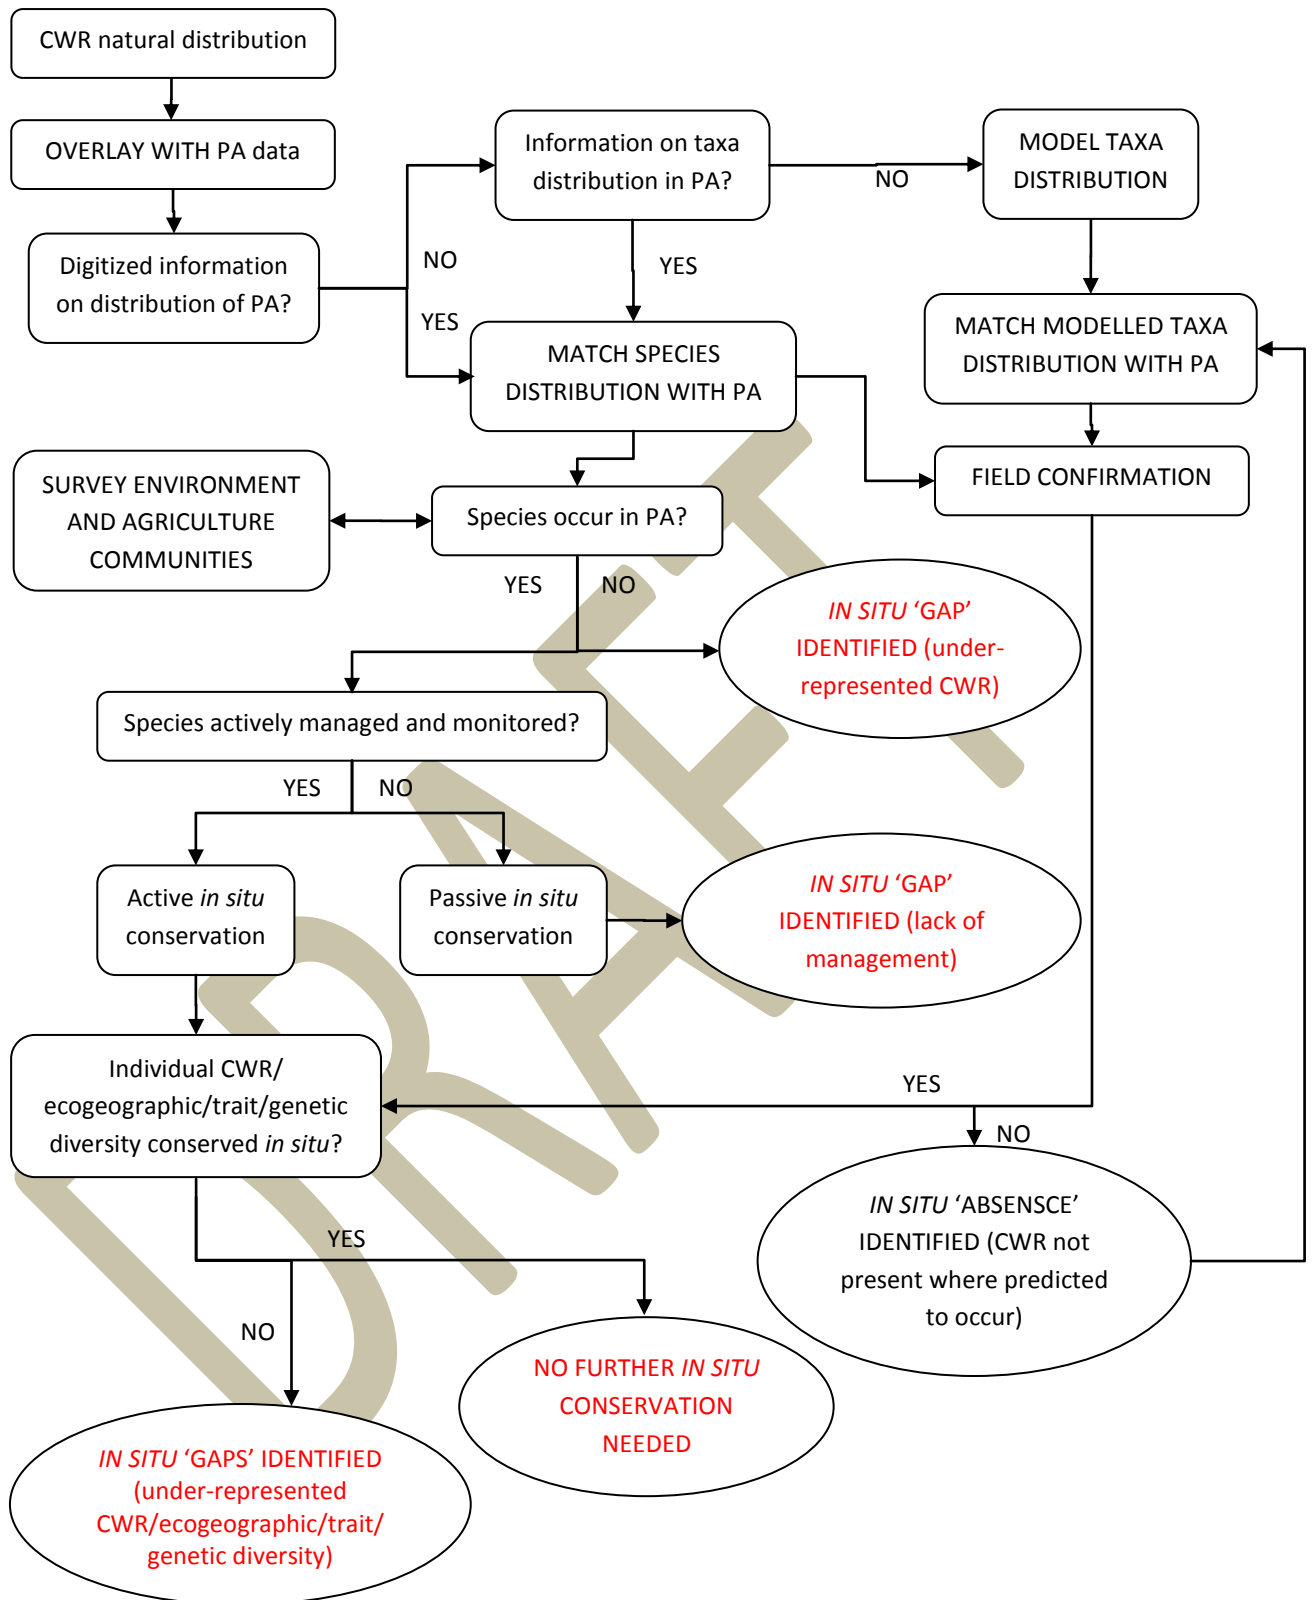 CWR natural distribution
OVERLAY WITH PA data
Digitized information
on distribution of PA?
NO
YES
Information on taxa
distribution in PA?
NO
YES
MODEL TAXA
DISTRIBUTION
MATCH SPECIES
DISTRIBUTION WITH PA
MATCH MODELLED TAXA
DISTRIBUTION WITH PA
FIELD CONFIRMATION
SURVEY ENVIRONMENT
AND AGRICULTURE
COMMUNITIES
Species occur in PA?
YES
NO
IN SITU ‘GAP’
IDENTIFIED (under-
represented CWR)
Species actively managed and monitored?
YES
NO
Active in situ
conservation
Passive in situ
conservation
IN SITU ‘GAP’
IDENTIFIED (lack of
management)
Individual CWR/
ecogeographic/trait/genetic
diversity conserved in situ?
YES
NO
IN SITU ‘ABSENSCE’
IDENTIFIED (CWR not
present where predicted
to occur)
YES
NO
NO FURTHER IN SITU
CONSERVATION
NEEDED
IN SITU ‘GAPS’ IDENTIFIED
(under-represented
CWR/ecogeographic/trait/
genetic diversity)
DRAFT